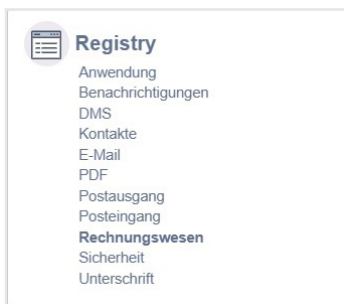 Registry
Anwendung
Benachrichtigungen
DMS
Kontakte
E-Mail
PDF
Postausgang
Posteingang
Rechnungswesen
Sicherheit
Unterschrift